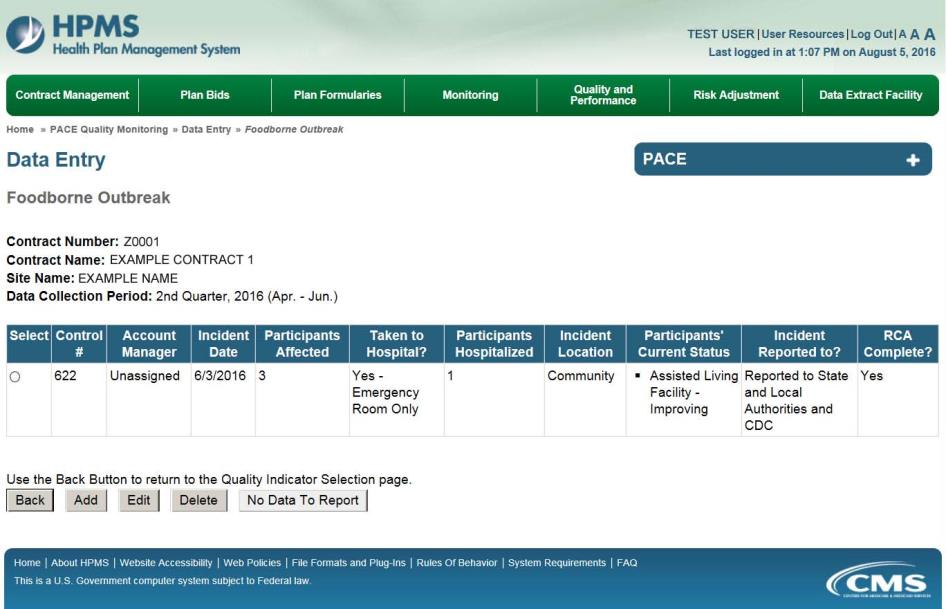 HPMS
Health Plan Management System
TEST USER | User Resources | Log Out | A A A
Last logged in at 1:07 PM on August 5, 2016
Contract Management
Plan Bids
Plan Formularies
Monitoring
Quality and
Performance
Risk Adjustment
Data Extract Facility
Home » PACE Quality Monitoring » Data Entry » Foodborne Outbreak
Data Entry
PACE +
Foodborne Outbreak
Contract Number: Z0001
Contract Name: EXAMPLE CONTRACT 1
Site Name: EXAMPLE NAME
Data Collection Period: 2nd Quarter, 2016 (Apr. - Jun.)
Select
Control
#
Account
Manager
Incident
Date
Participants
Affected
Taken to
Hospital?
Participants
Hospitalized
Incident
Location
Participants'
Current Status
Incident
Reported to?
RCA
Complete?
622
Unassigned
6/3/2016
3
Yes -
Emergency
Room Only
1
Community
▪ Assisted Living
Facility -
Improving
Reported to State
and Local
Authorities and
CDC
Yes
Use the Back Button to return to the Quality Indicator Selection page.
Back
Add
Edit
Delete
No Data To Report
Home | About HPMS | Website Accessibility | Web Policies | File Formats and Plug-Ins | Rules Of Behavior | System Requirements | FAQ
This is a U.S. Government computer system subject to Federal law.
CMS
CENTERS FOR MEDICARE & MEDICAID SERVICES